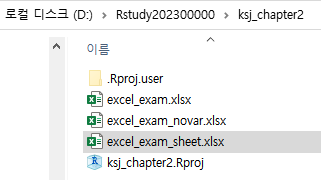 로컬 디스크 (D:) > Rstudy202300000 > ksj_chapter2
이름
.Rproj.user
excel_exam.xlsx
excel_exam_novar.xlsx
excel_exam_sheet.xlsx
ksj_chapter2.Rproj